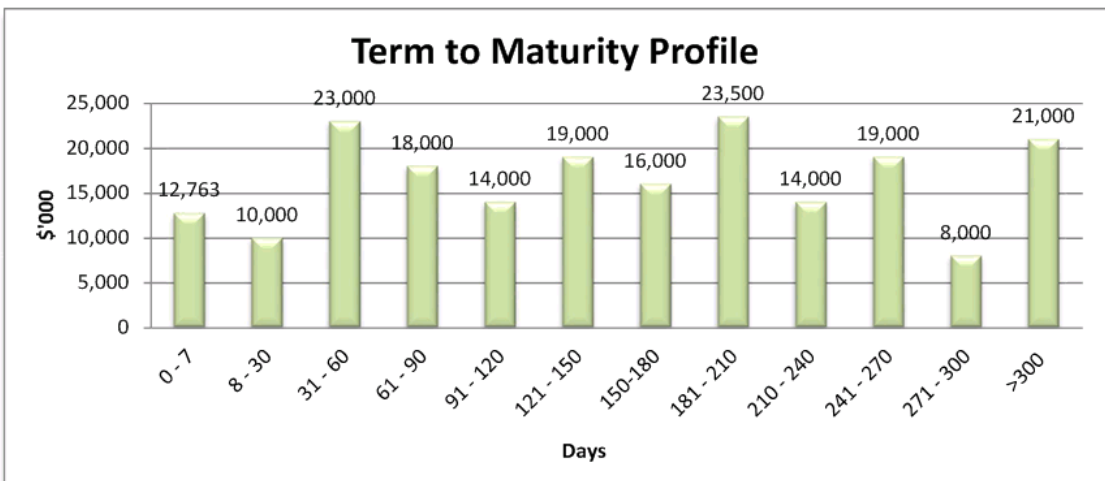 Term to Maturity Profile
25,000
20,000
15,000
10,000
5,000
0
$'000
12,763
10,000
23,000
18,000
14,000
19,000
16,000
23,500
14,000
19,000
8,000
21,000
0 - 7
8 - 30
31 - 60
61 - 90
91 - 120
121 - 150
150-180
181 - 210
210 - 240
241 - 270
271 - 300
>300
Days